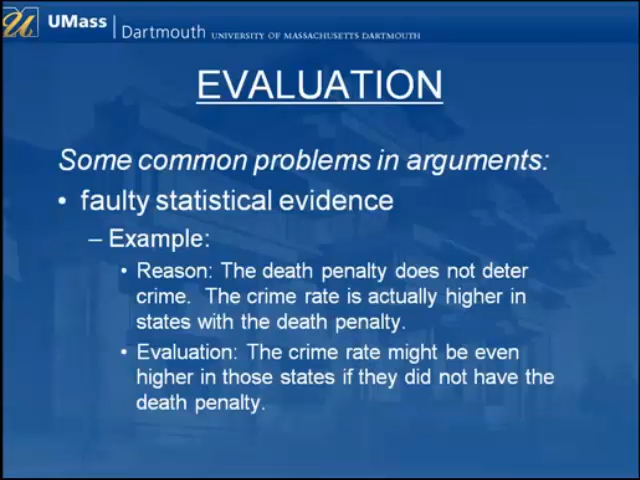 UMass
Dartmouth UNIVERSITY OF MASSACHUSETTS DARTMOUTH
EVALUATION
Some common problems in arguments:
• faulty statistical evidence
– Example:
• Reason: The death penalty does not deter
crime. The crime rate is actually higher in
states with the death penalty.
• Evaluation: The crime rate might be even
higher in those states if they did not have the
death penalty.